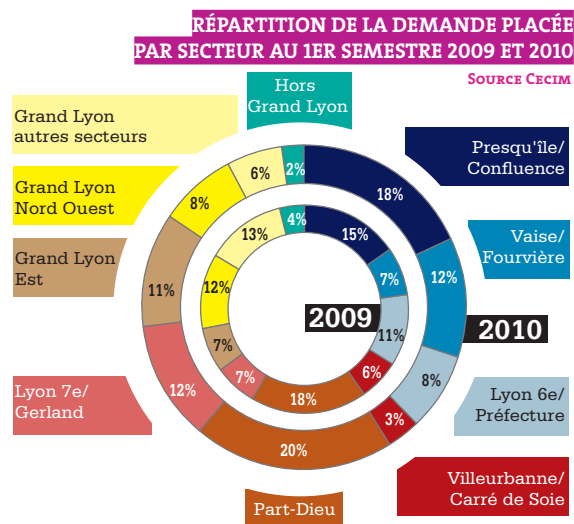 RÉPARTITION DE LA DEMANDE PLACÉE
PAR SECTEUR AU 1ER SEMESTRE 2009 ET 2010
SOURCE CECIM
Hors
Grand Lyon
Grand Lyon
autres secteurs
Presqu'île/
Confluence
Grand Lyon
Nord Ouest
Vaise/
Fourvière
Grand Lyon
Est
Lyon 7e/
Gerland
Lyon 6e/
Préfecture
Part-Dieu
Villeurbanne/
Carré de Soie
2010
18%
12%
8%
3%
20%
12%
11%
8%
6%
2%
2009
15%
7%
11%
6%
18%
7%
7%
12%
13%
4%